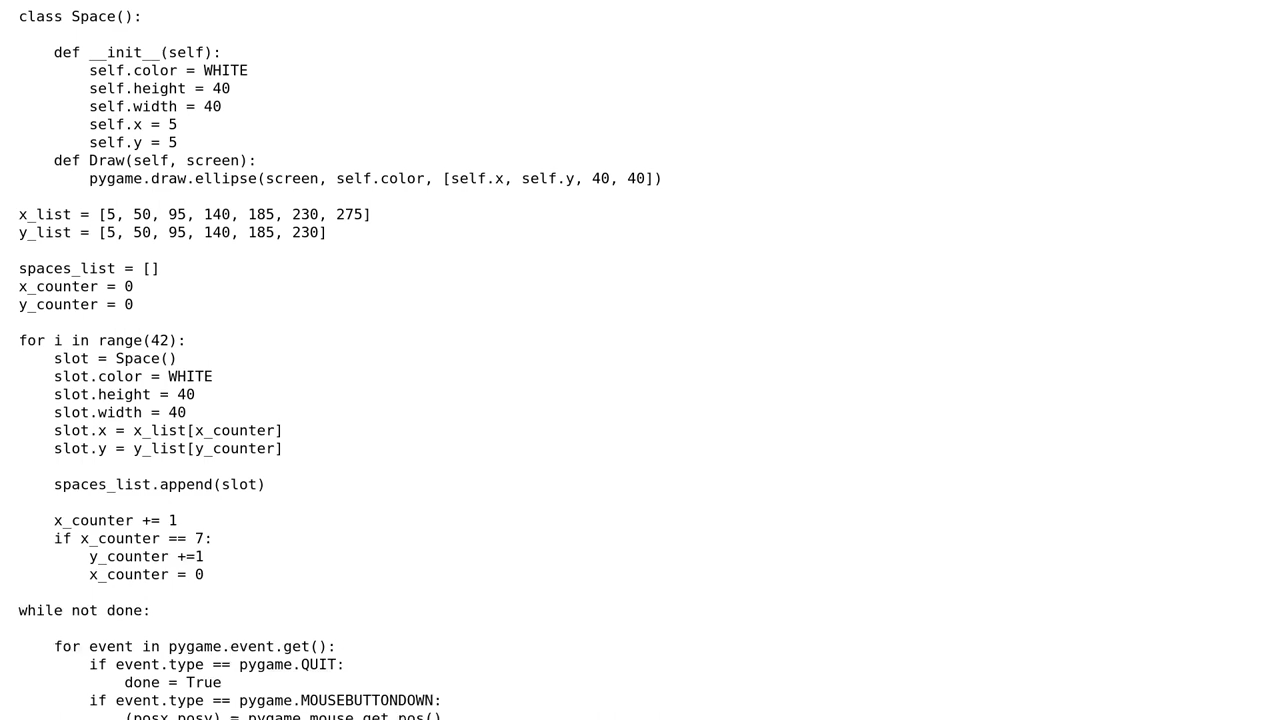 class Space():
    def __init__(self):
        self.color = WHITE
        self.height = 40
        self.width = 40
        self.x = 5
        self.y = 5
    def Draw(self, screen):
        pygame.draw.ellipse(screen, self.color, [self.x, self.y, 40, 40])
x_list = [5, 50, 95, 140, 185, 230, 275]
y_list = [5, 50, 95, 140, 185, 230]
spaces_list = []
x_counter = 0
y_counter = 0
for i in range(42):
    slot = Space()
    slot.color = WHITE
    slot.height = 40
    slot.width = 40
    slot.x = x_list[x_counter]
    slot.y = y_list[y_counter]
    spaces_list.append(slot)
    x_counter += 1
    if x_counter == 7:
        y_counter +=1
        x_counter = 0
while not done:
    for event in pygame.event.get():
        if event.type == pygame.QUIT:
            done = True
        if event.type == pygame.MOUSEBUTTONDOWN:
            (posx,posy) = pygame.mouse.get_pos()